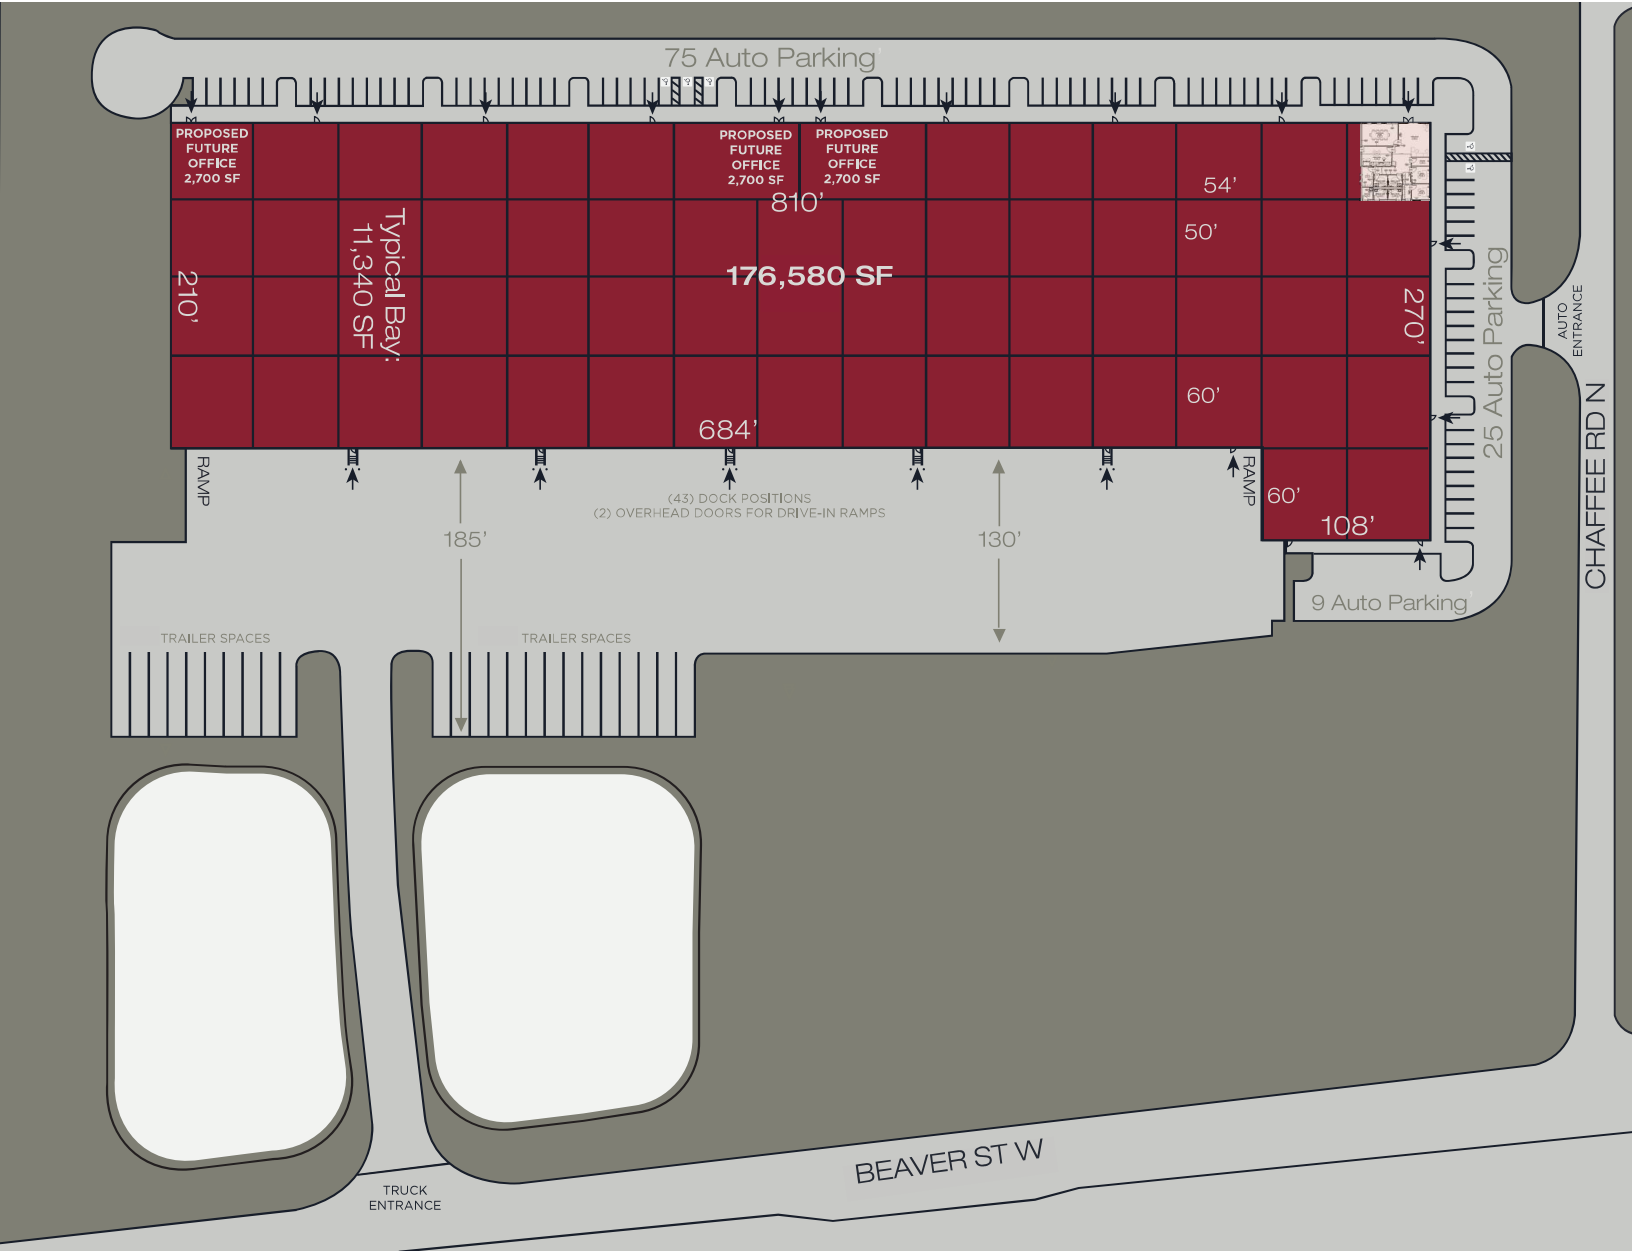 75 Auto Parking
PROPOSED
FUTURE
OFFICE
2,700 SF
PROPOSED
FUTURE
OFFICE
2,700 SF
PROPOSED
FUTURE
OFFICE
2,700 SF
810'
54'
50'
Typical Bay:
11,340 SF
176,580 SF
210'
270'
60'
684'
25 Auto Parking
AUTO
ENTRANCE
CHAFFEE RD N
RAMP
RAMP
(43) DOCK POSITIONS
(2) OVERHEAD DOORS FOR DRIVE-IN RAMPS
60'
108'
185'
130'
9 Auto Parking
TRAILER SPACES
TRAILER SPACES
BEAVER ST W
TRUCK
ENTRANCE